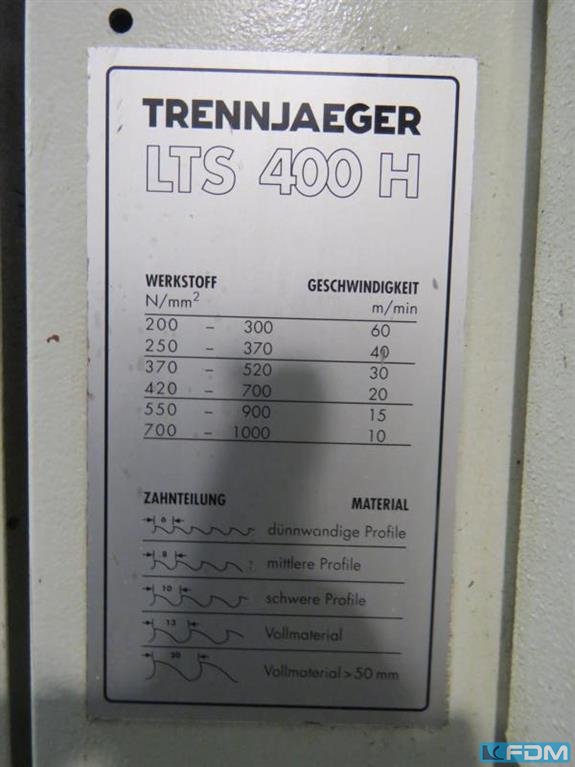 TRENNJAEGER
LTS 400 H
WERKSTOFF GESCHWINDIGKEIT
N/mm² m/min
200 – 300 60
250 – 370 40
370 – 520 30
420 – 700 20
550 – 900 15
700 – 1000 10
ZAHNTEILUNG MATERIAL
6 dünnwandige Profile
8 mittlere Profile
10 schwere Profile
13 Vollmaterial
20 Vollmaterial > 50 mm
FDM